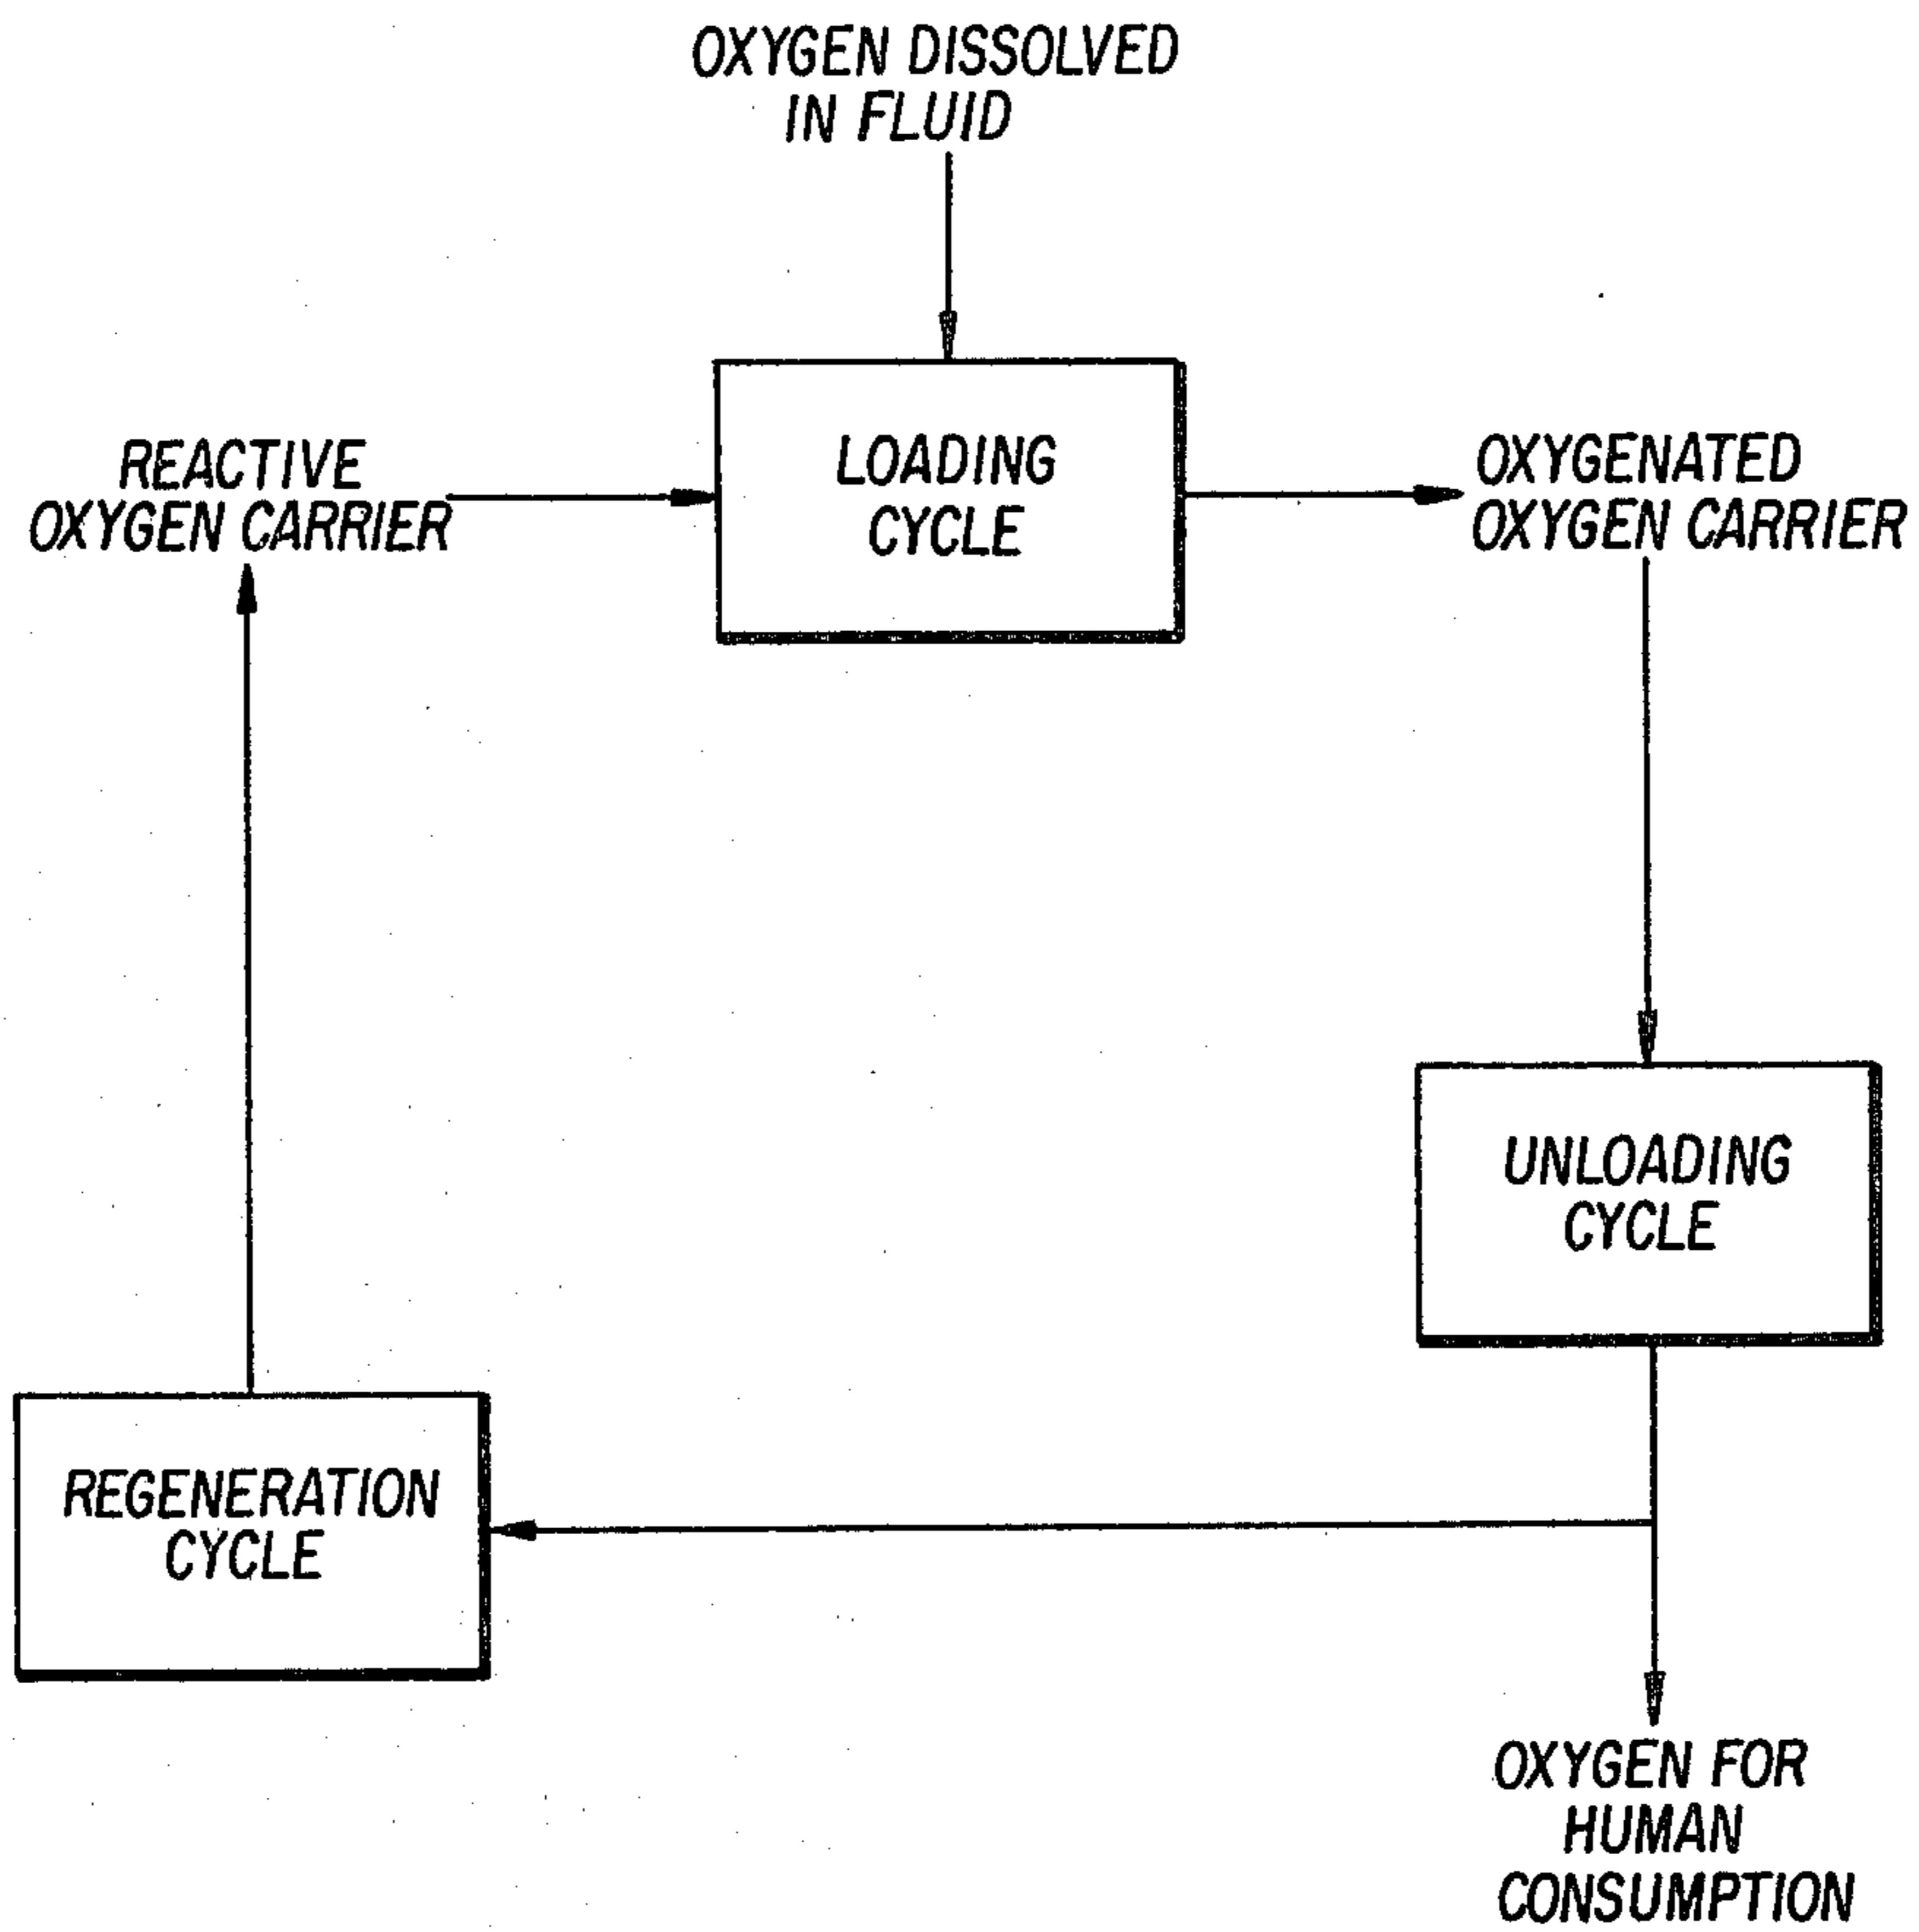 OXYGEN DISSOLVED
IN FLUID
REACTIVE
OXYGEN CARRIER
LOADING
CYCLE
OXYGENATED
OXYGEN CARRIER
UNLOADING
CYCLE
REGENERATION
CYCLE
OXYGEN FOR
HUMAN
CONSUMPTION